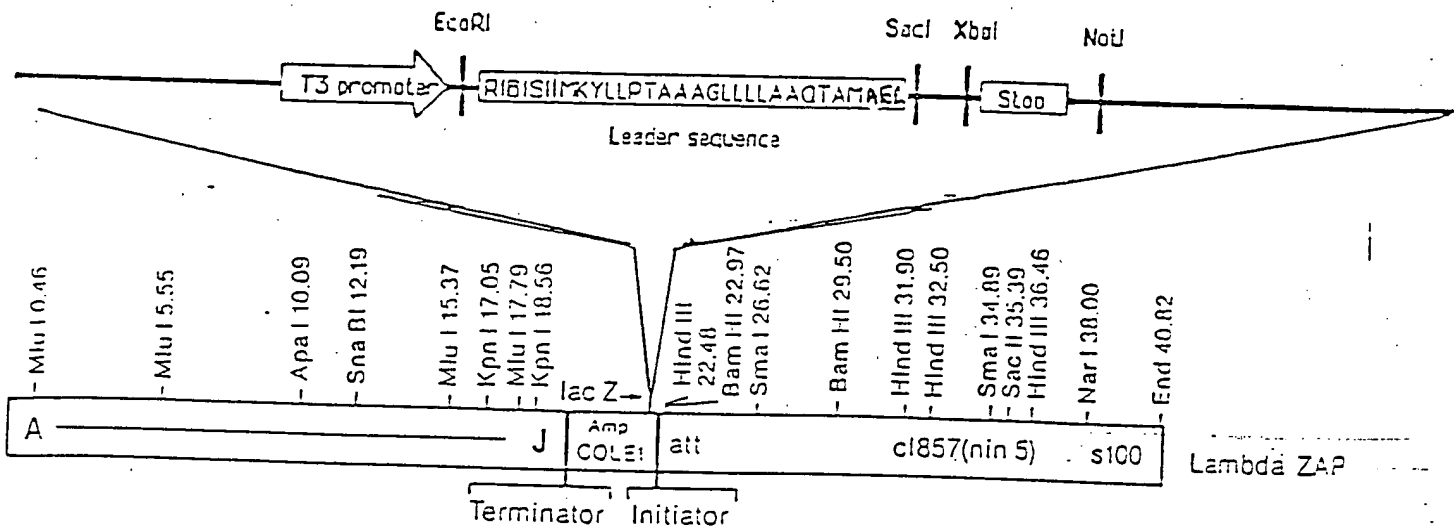 EcoRI
SacI XbaI NotI
T3 promoter
Stop
Leader sequence
Mlu I 0.46
Mlu I 5.55
Apa I 10.09
Sna BI 12.19
Mlu I 15.37
Kpn I 17.05
Mlu I 17.79
Kpn I 18.56
lac Z
Hind III
22.48
Bam HI 22.97
Sma I 26.62
Bam HI 29.50
Hind III 31.90
Hind III 32.50
Sma I 34.89
Sac II 35.39
Hind III 36.46
Nar I 38.00
End 40.82
A
J
Amp
COLE1
att
cI857(nin 5)
s100
Lambda ZAP
Terminator
Initiator